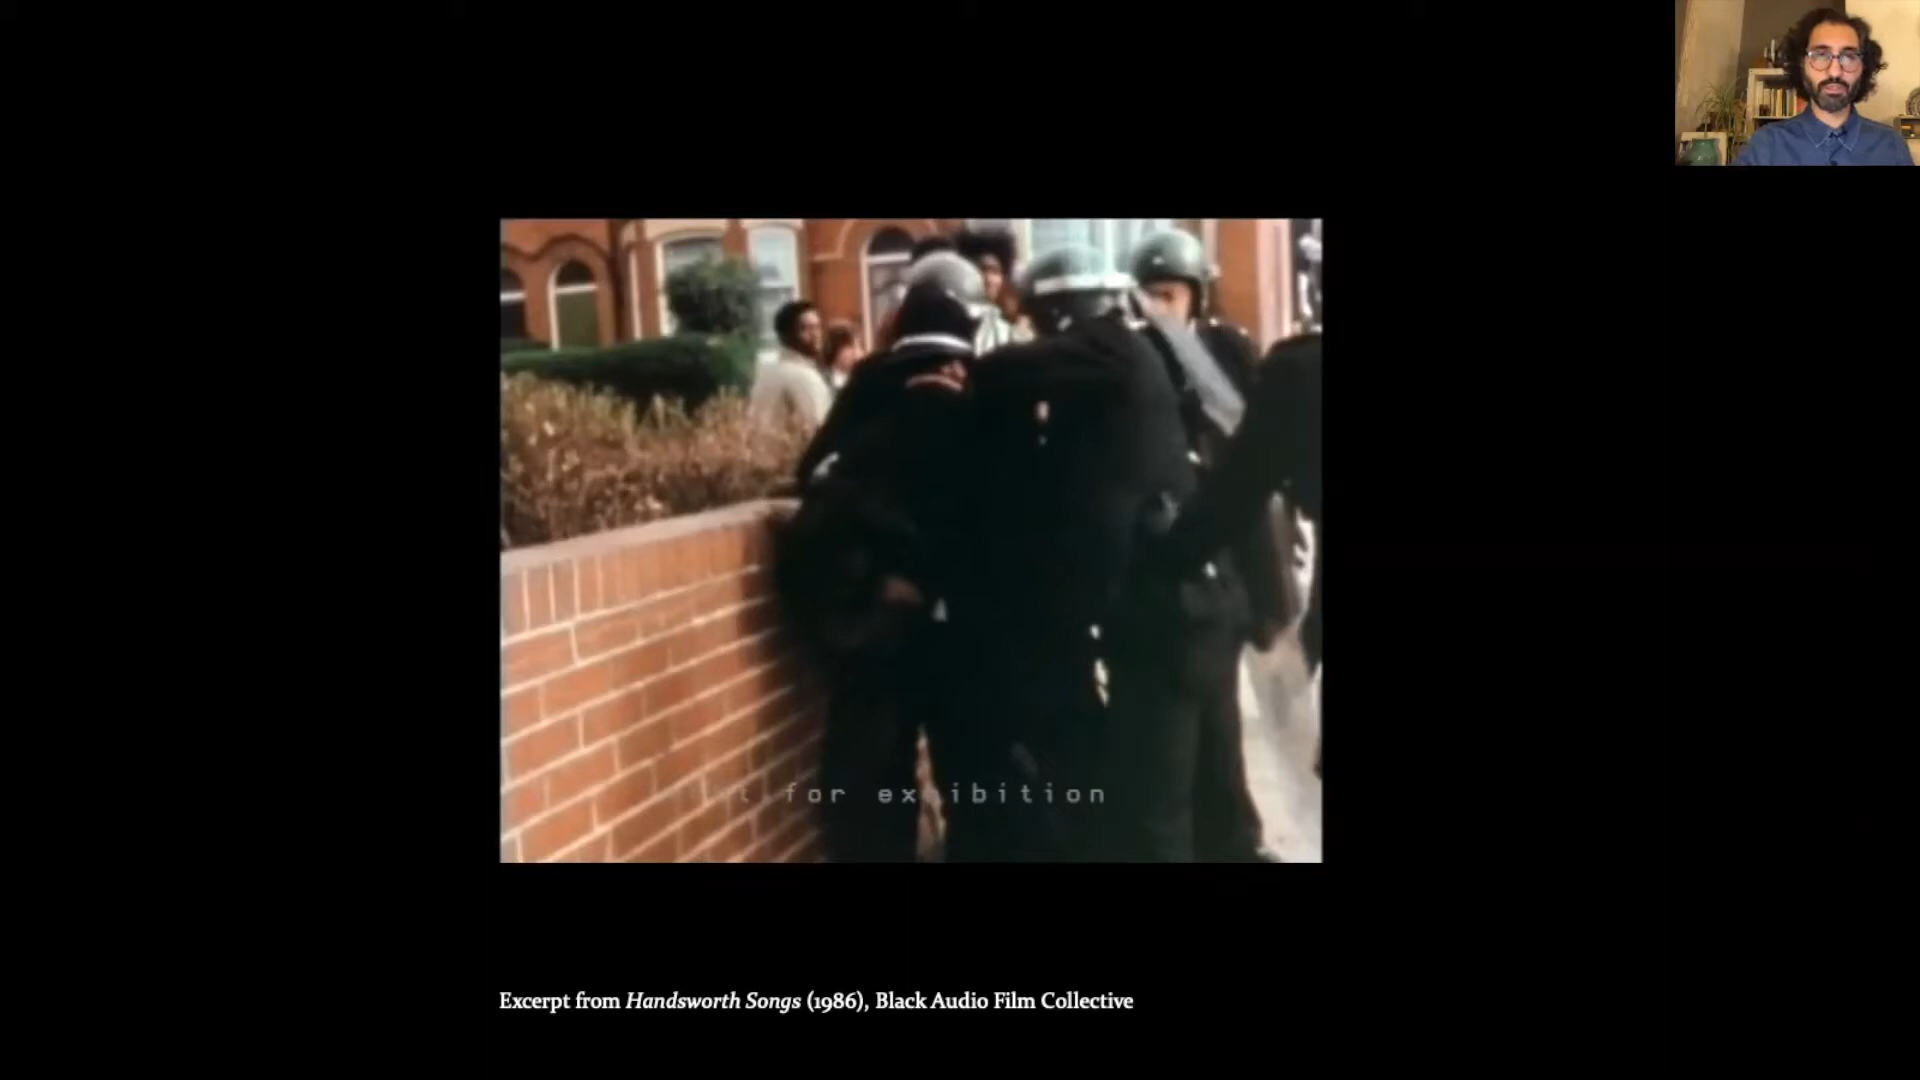 for exhibition
Excerpt from Handsworth Songs (1986), Black Audio Film Collective